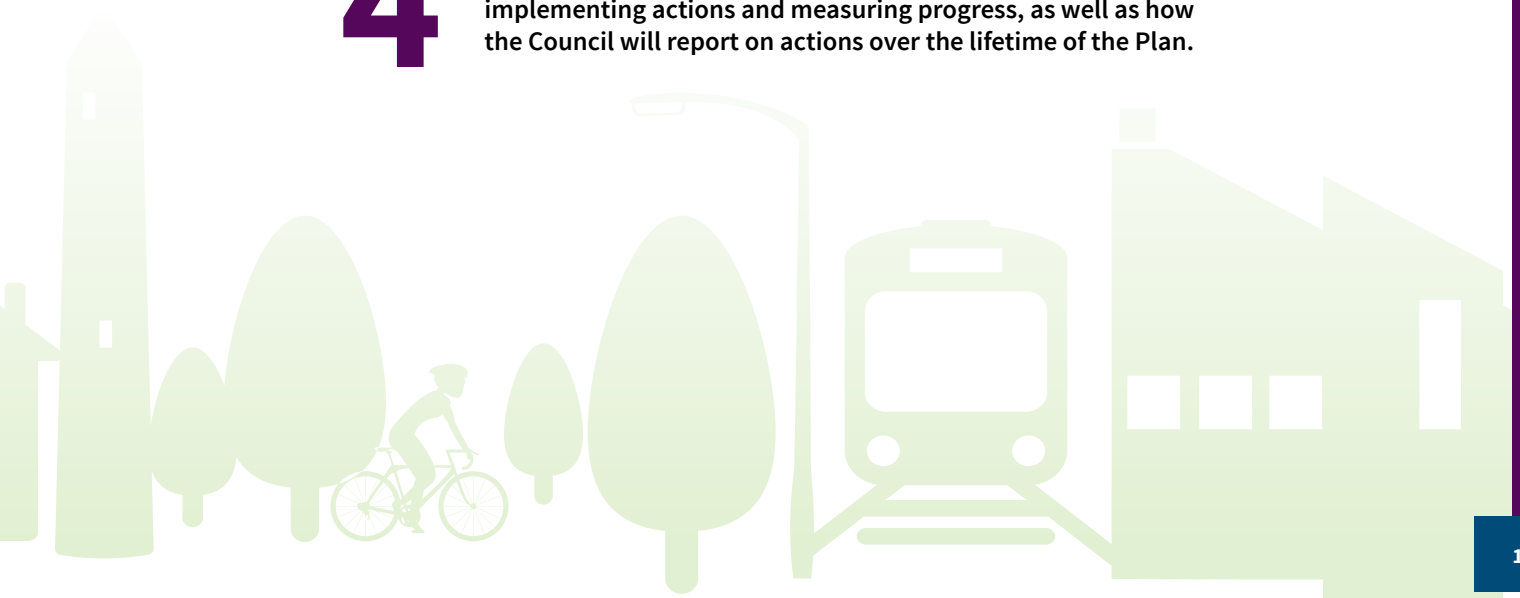 4
implementing actions and measuring progress, as well as how
the Council will report on actions over the lifetime of the Plan.
1